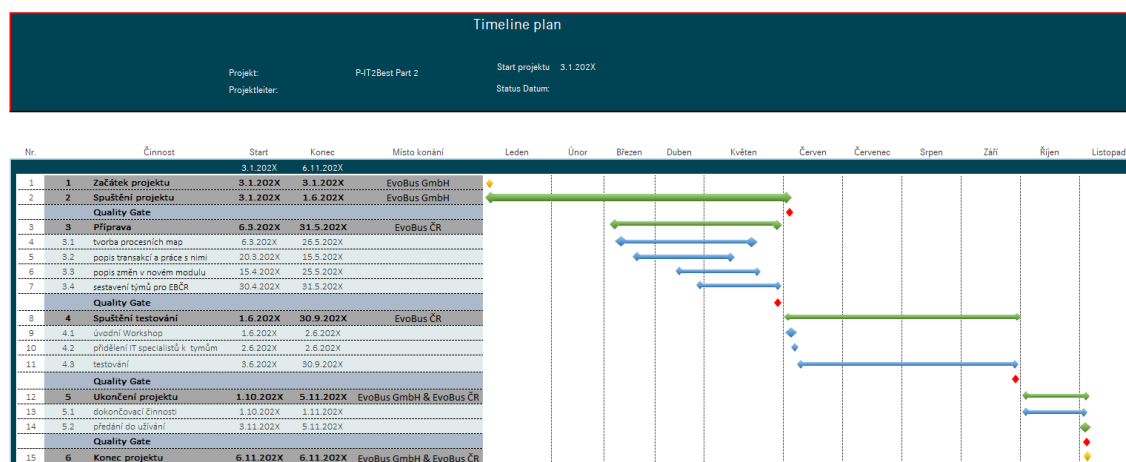 Timeline plan
Projekt: P-IT2Best Part 2 Start projektu 3.1.202X
Projektleiter: Status Datum:
Nr. Činnost Start Konec Místo konání Leden Únor Březen Duben Květen Červen Červenec Srpen Září Říjen Listopad
3.1.202X 6.11.202X
1 1 Začátek projektu 3.1.202X 3.1.202X EvoBus GmbH
2 2 Spuštění projektu 3.1.202X 1.6.202X EvoBus GmbH
Quality Gate
3 3 Příprava 6.3.202X 31.5.202X EvoBus ČR
4 3.1 tvorba procesních map 6.3.202X 26.5.202X
5 3.2 popis transakcí a práce s nimi 20.3.202X 15.5.202X
6 3.3 popis změn v novém modulu 15.4.202X 25.5.202X
7 3.4 sestavení týmů pro EBČR 30.4.202X 31.5.202X
Quality Gate
8 4 Spuštění testování 1.6.202X 30.9.202X EvoBus ČR
9 4.1 úvodní Workshop 1.6.202X 2.6.202X
10 4.2 přidělení IT specialistů k týmům 2.6.202X 2.6.202X
11 4.3 testování 3.6.202X 30.9.202X
Quality Gate
12 5 Ukončení projektu 1.10.202X 5.11.202X EvoBus GmbH & EvoBus ČR
13 5.1 dokončovací činnosti 1.10.202X 1.11.202X
14 5.2 předání do užívání 3.11.202X 5.11.202X
Quality Gate
15 6 Konec projektu 6.11.202X 6.11.202X EvoBus GmbH & EvoBus ČR